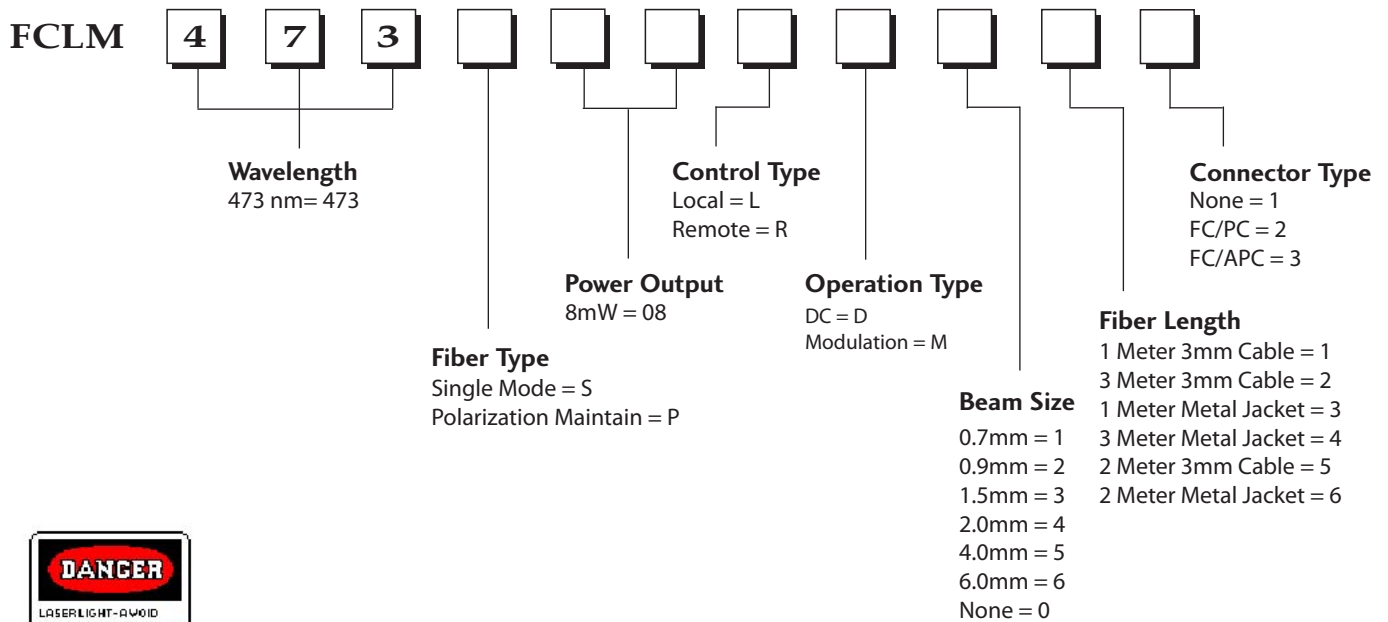 FCLM 4 7 3
Wavelength
473 nm= 473
Control Type
Local = L
Remote = R
Connector Type
None = 1
FC/PC = 2
FC/APC = 3
Power Output
8mW = 08
Operation Type
DC = D
Modulation = M
Fiber Type
Single Mode = S
Polarization Maintain = P
Fiber Length
1 Meter 3mm Cable = 1
3 Meter 3mm Cable = 2
1 Meter Metal Jacket = 3
3 Meter Metal Jacket = 4
2 Meter 3mm Cable = 5
2 Meter Metal Jacket = 6
Beam Size
0.7mm = 1
0.9mm = 2
1.5mm = 3
2.0mm = 4
4.0mm = 5
6.0mm = 6
None = 0
DANGER
LASERLIGHT-AVOID